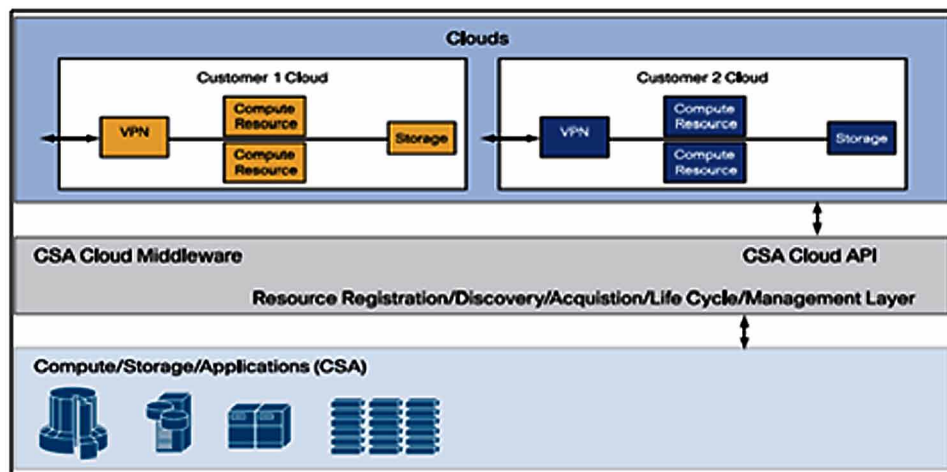 Clouds
Customer 1 Cloud
VPN
Compute
Resource
Compute
Resource
Storage
Customer 2 Cloud
VPN
Compute
Resource
Compute
Resource
Storage
CSA Cloud Middleware
CSA Cloud API
Resource Registration/Discovery/Acquistion/Life Cycle/Management Layer
Compute/Storage/Applications (CSA)